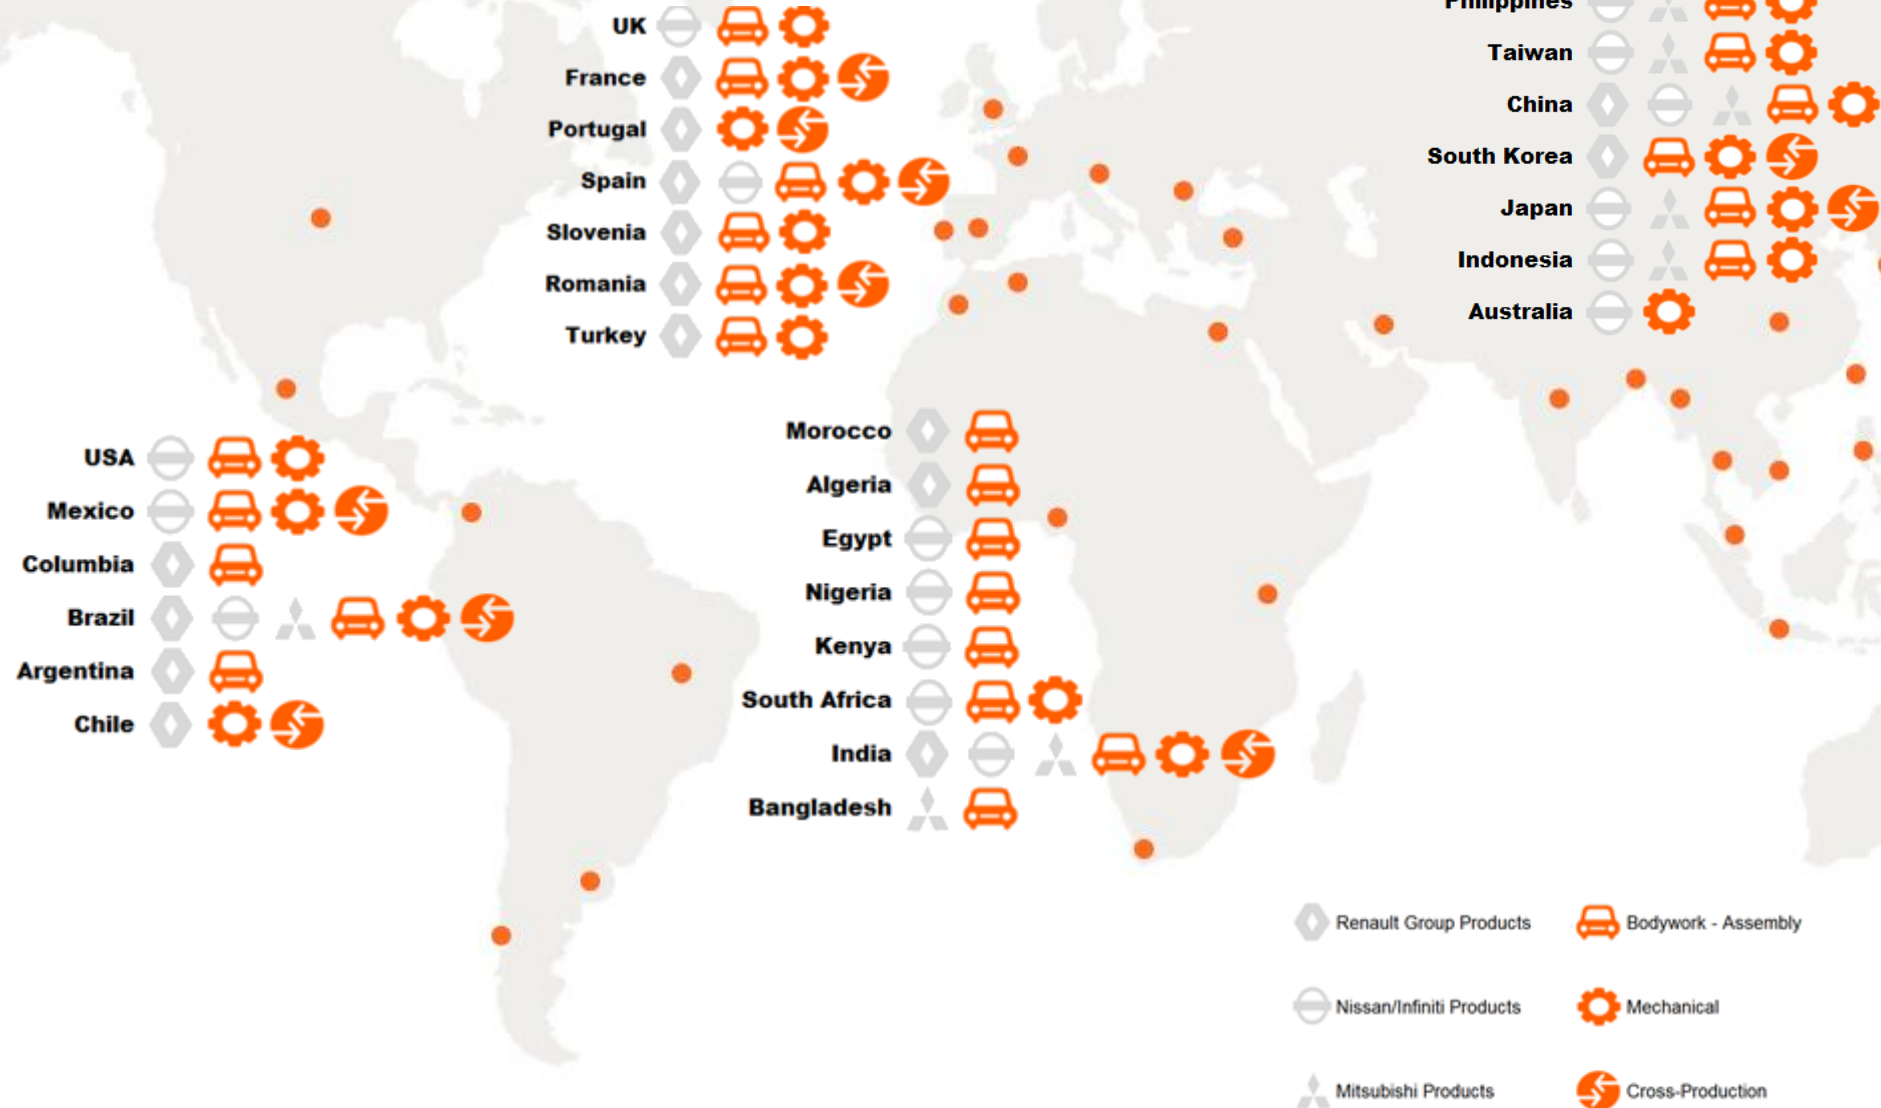 UK
France
Portugal
Spain
Slovenia
Romania
Turkey
Philippines
Taiwan
China
South Korea
Japan
Indonesia
Australia
USA
Mexico
Columbia
Brazil
Argentina
Chile
Morocco
Algeria
Egypt
Nigeria
Kenya
South Africa
India
Bangladesh
Renault Group Products
Bodywork - Assembly
Nissan/Infiniti Products
Mechanical
Mitsubishi Products
Cross-Production